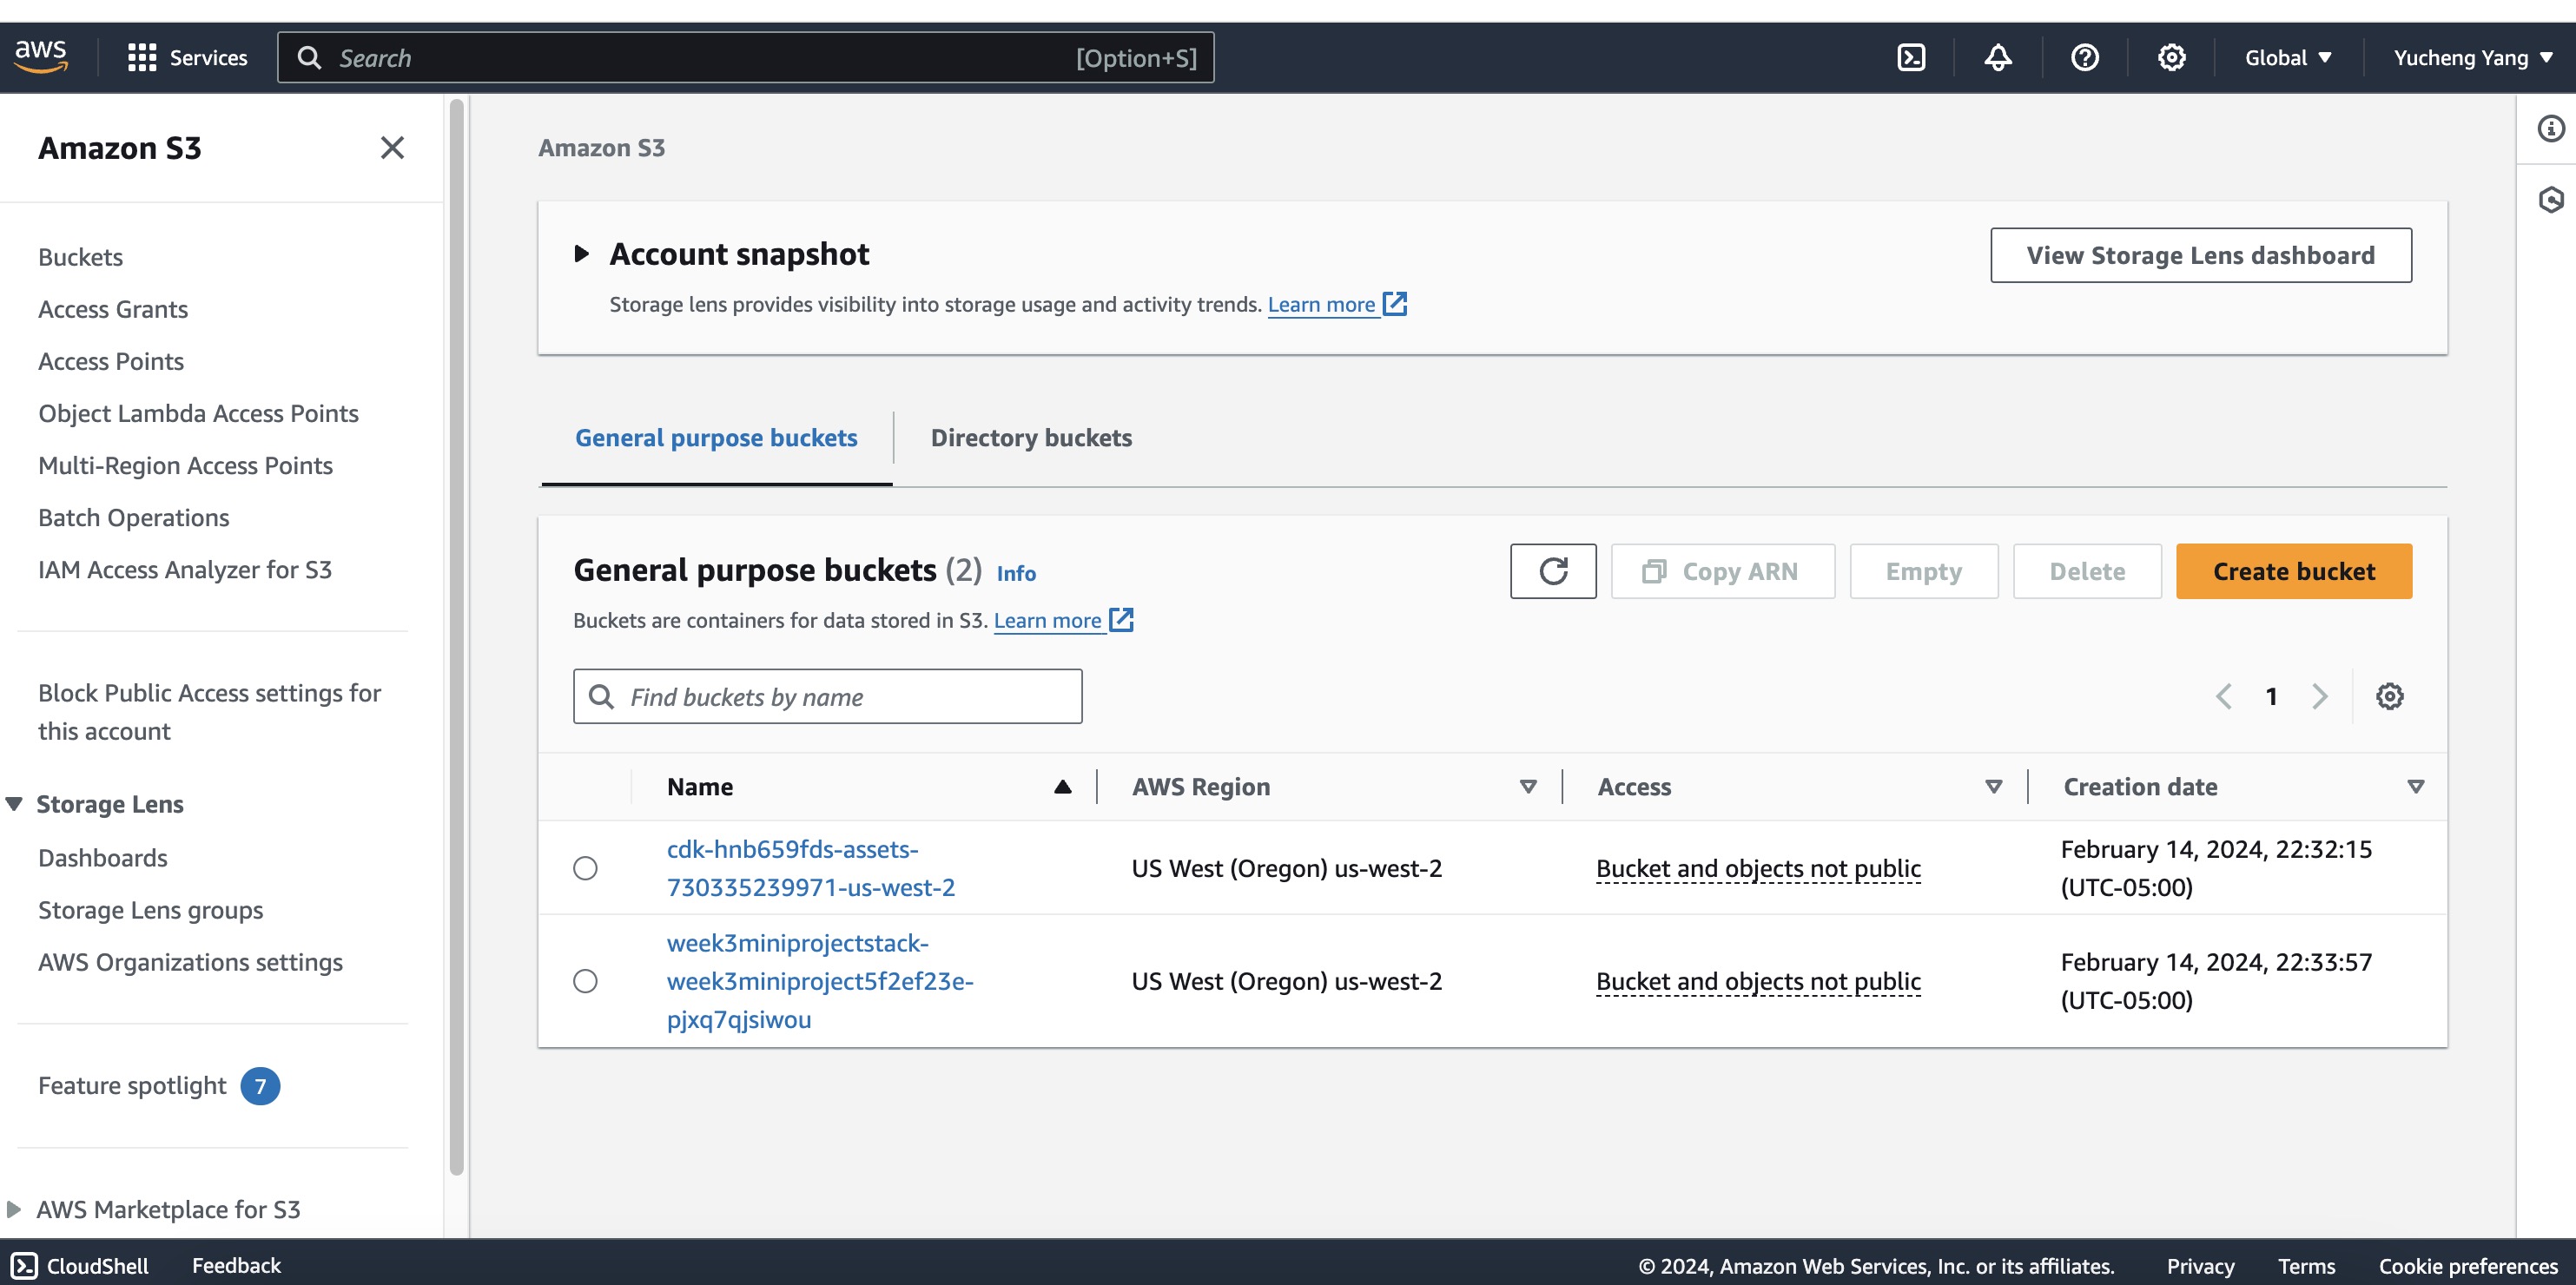 aws
Services
Search
[Option+S]
Global
Yucheng Yang
Amazon S3
Buckets
Access Grants
Access Points
Object Lambda Access Points
Multi-Region Access Points
Batch Operations
IAM Access Analyzer for S3
Block Public Access settings for
this account
Storage Lens
Dashboards
Storage Lens groups
AWS Organizations settings
Feature spotlight 7
AWS Marketplace for S3
Amazon S3
Account snapshot
View Storage Lens dashboard
Storage lens provides visibility into storage usage and activity trends. Learn more
General purpose buckets
Directory buckets
General purpose buckets (2) Info
Copy ARN
Empty
Delete
Create bucket
Buckets are containers for data stored in S3. Learn more
Find buckets by name
1
Name
AWS Region
Access
Creation date
cdk-hnb659fds-assets-
730335239971-us-west-2
US West (Oregon) us-west-2
Bucket and objects not public
February 14, 2024, 22:32:15
(UTC-05:00)
week3miniprojectstack-
week3miniproject5f2ef23e-
pjxq7qjsiwou
US West (Oregon) us-west-2
Bucket and objects not public
February 14, 2024, 22:33:57
(UTC-05:00)
CloudShell
Feedback
© 2024, Amazon Web Services, Inc. or its affiliates.
Privacy
Terms
Cookie preferences